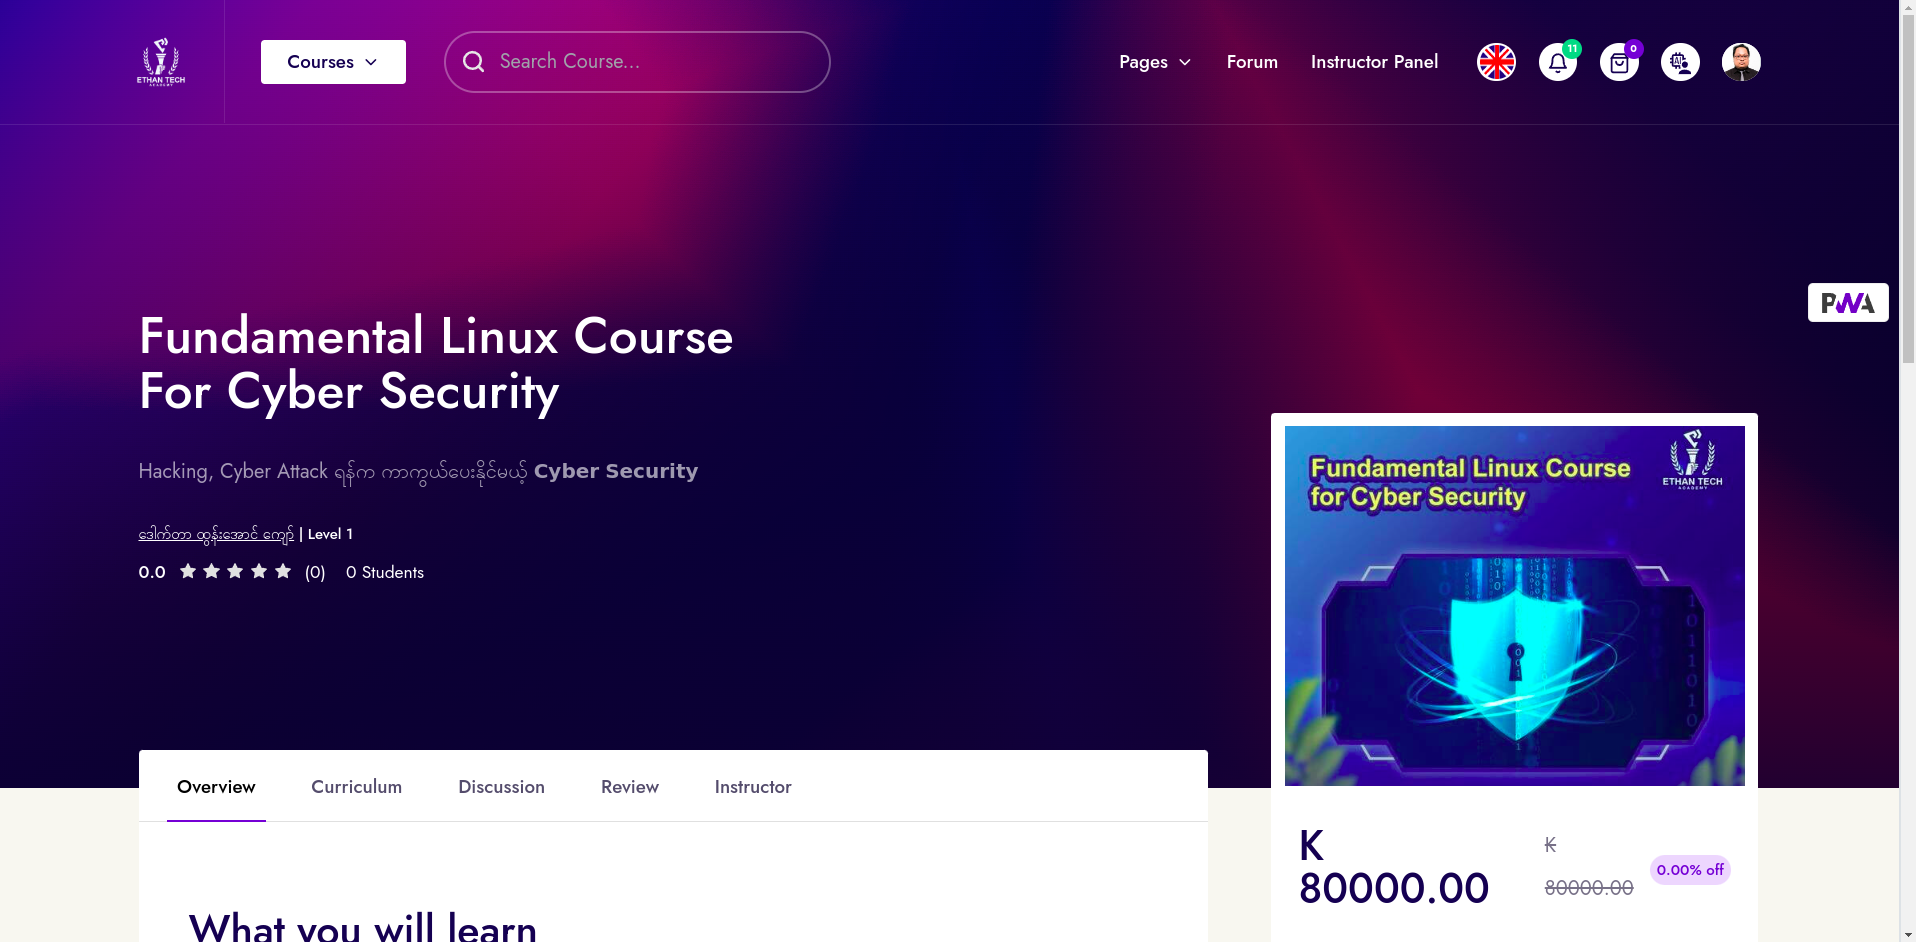 ETHAN TECH
ACADEMY
Courses
Search Course...
Pages
Forum
Instructor Panel
11
0
AI
PWA
Fundamental Linux Course
For Cyber Security
Hacking, Cyber Attack ရန်က ကာကွယ်ပေးနိုင်မယ့် Cyber Security
ဒေါက်တာ ထွန်းအောင် ကျော် | Level 1
0.0 (0) 0 Students
Fundamental Linux Course
for Cyber Security
ETHAN TECH
ACADEMY
Overview
Curriculum
Discussion
Review
Instructor
K
80000.00
K
80000.00
0.00% off
What you will learn